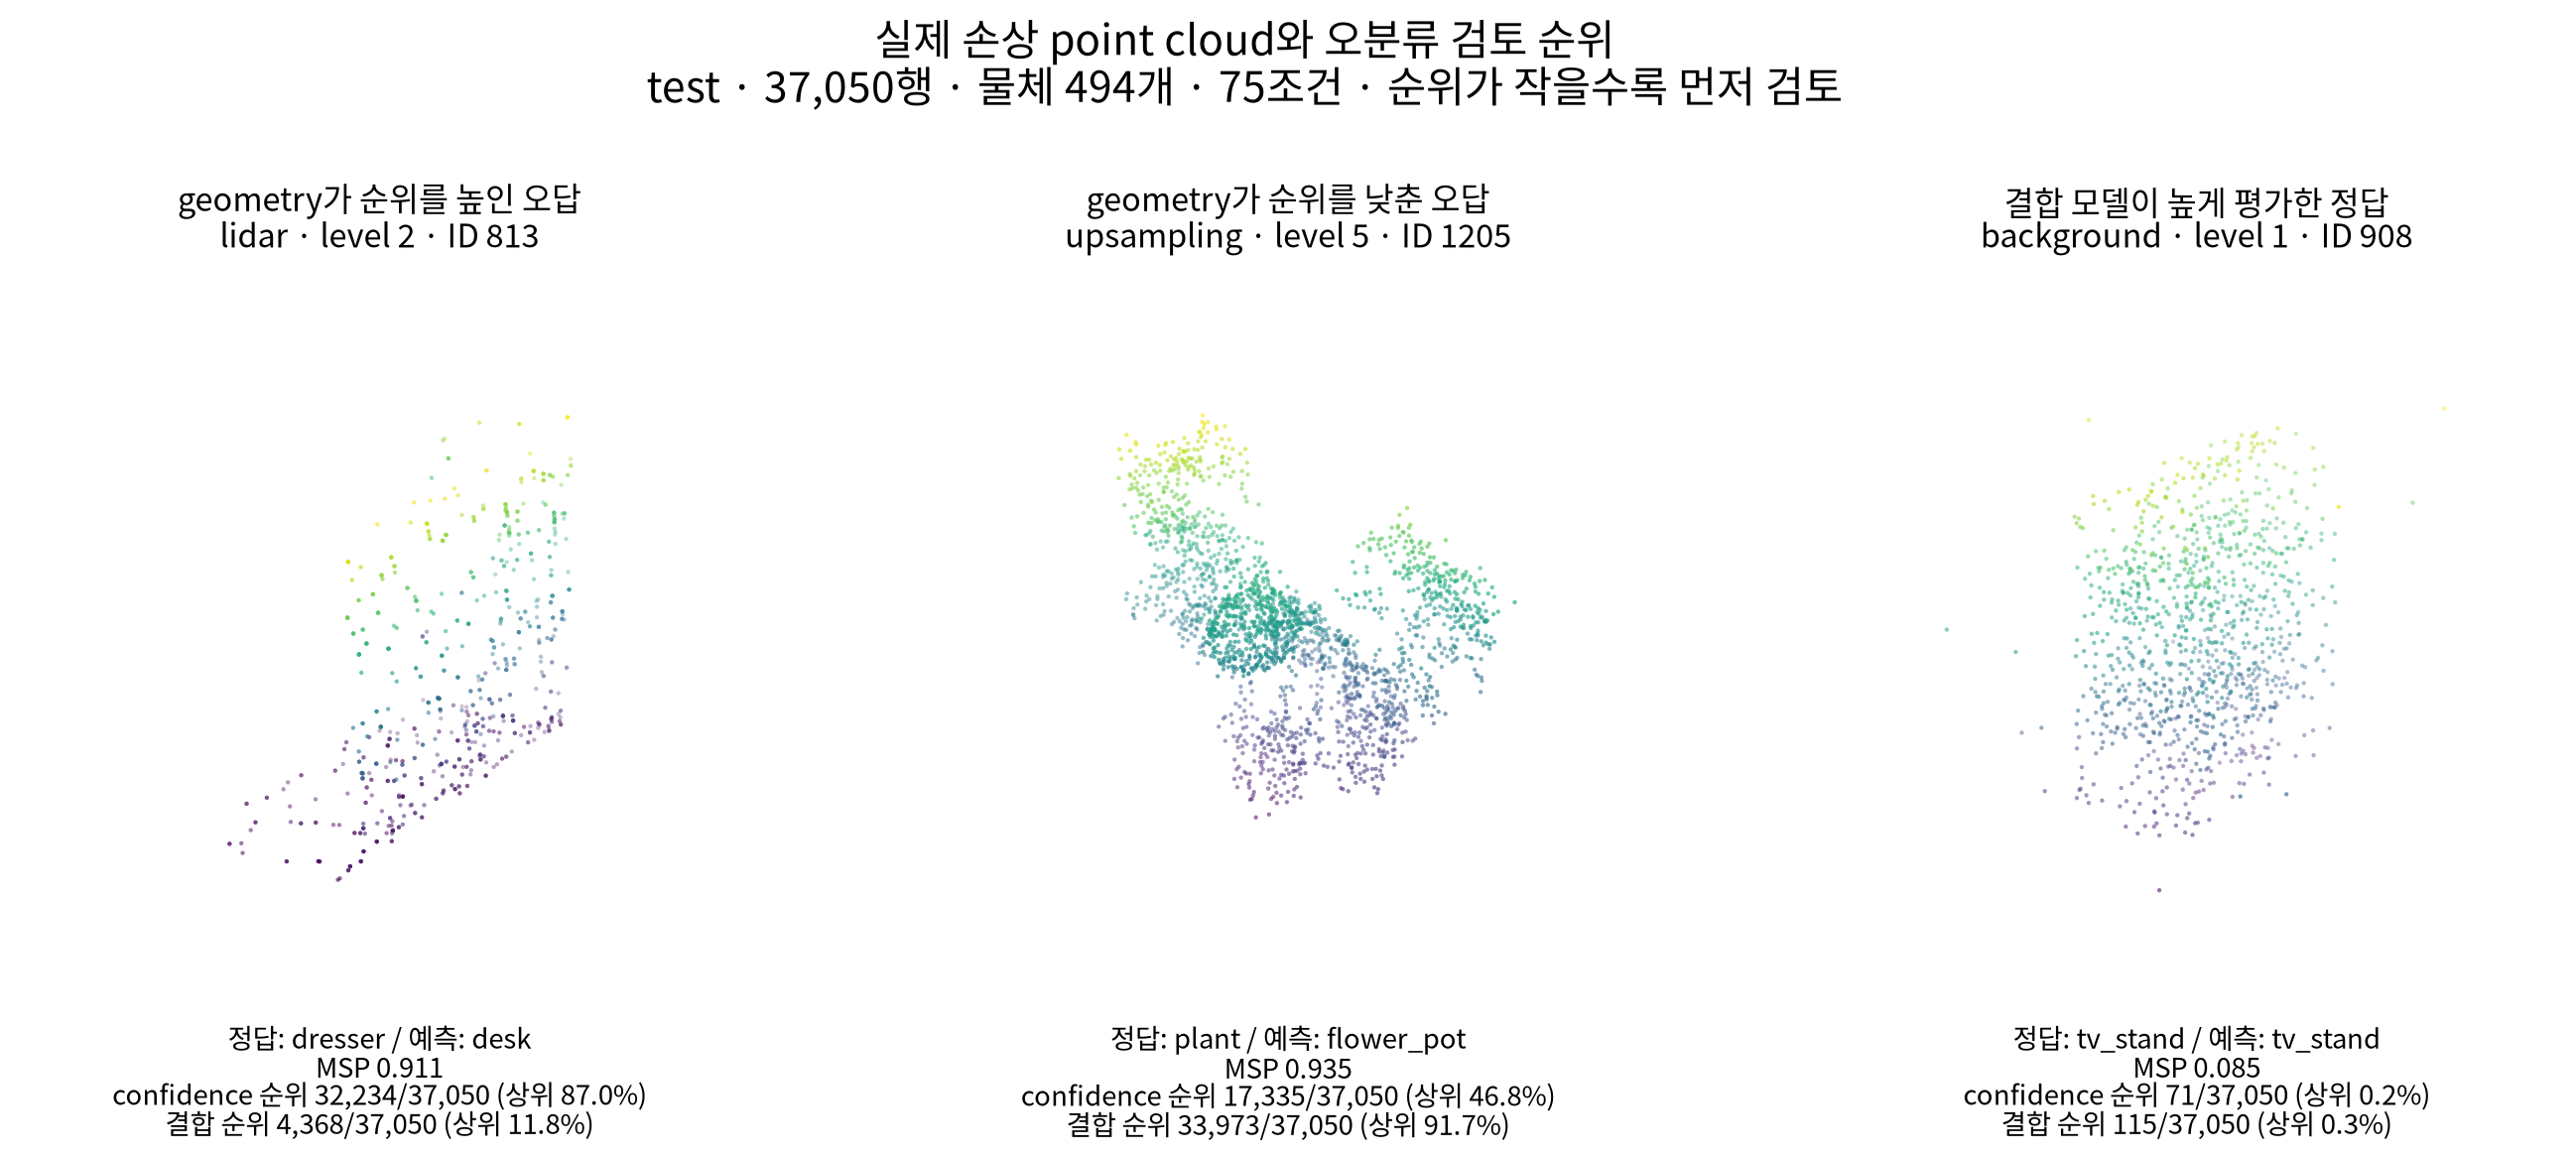 실제 손상 point cloud와 오분류 검토 순위
test · 37,050행 · 물체 494개 · 75조건 · 순위가 작을수록 먼저 검토
geometry가 순위를 높인 오답
lidar · level 2 · ID 813
정답: dresser / 예측: desk
MSP 0.911
confidence 순위 32,234/37,050 (상위 87.0%)
결합 순위 4,368/37,050 (상위 11.8%)
geometry가 순위를 낮춘 오답
upsampling · level 5 · ID 1205
정답: plant / 예측: flower_pot
MSP 0.935
confidence 순위 17,335/37,050 (상위 46.8%)
결합 순위 33,973/37,050 (상위 91.7%)
결합 모델이 높게 평가한 정답
background · level 1 · ID 908
정답: tv_stand / 예측: tv_stand
MSP 0.085
confidence 순위 71/37,050 (상위 0.2%)
결합 순위 115/37,050 (상위 0.3%)